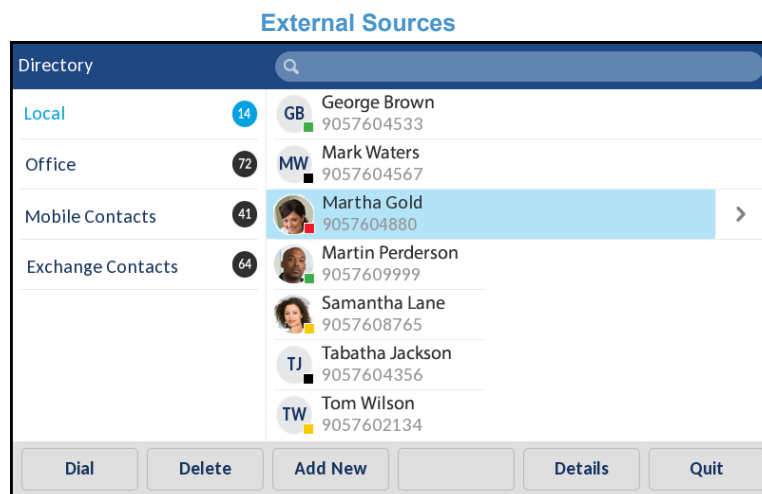 External Sources
Directory
Local 14
Office 72
Mobile Contacts 41
Exchange Contacts 64
GB George Brown
9057604533
MW Mark Waters
9057604567
Martha Gold
9057604880
Martin Perderson
9057609999
Samantha Lane
9057608765
TJ Tabatha Jackson
9057604356
TW Tom Wilson
9057602134
Dial Delete Add New Details Quit